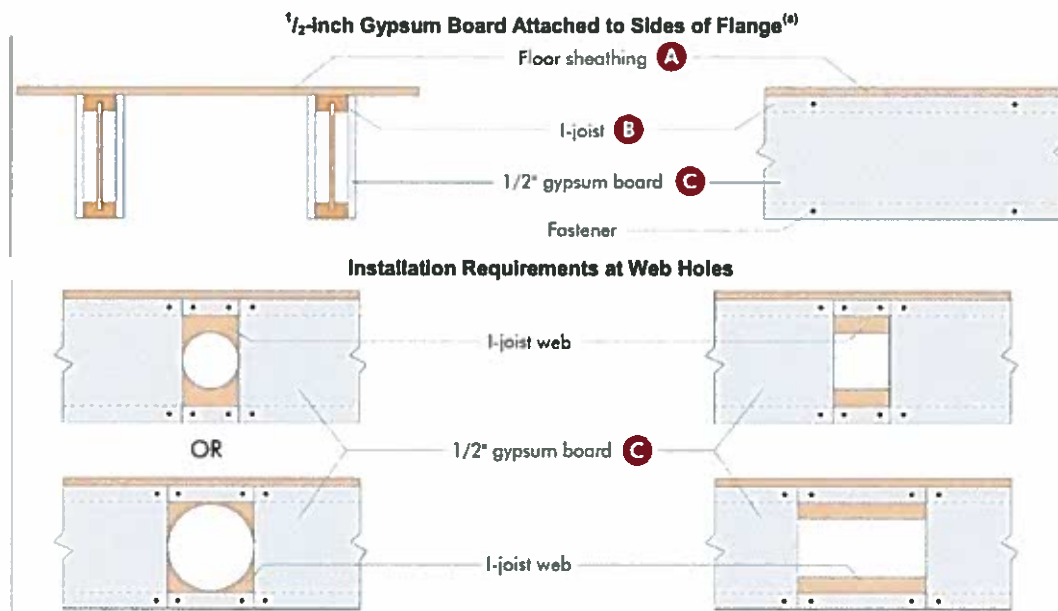 1/2-inch Gypsum Board Attached to Sides of Flange(a)
Floor sheathing A
I-joist B
1/2" gypsum board C
Fastener
Installation Requirements at Web Holes
I-joist web
OR
1/2" gypsum board C
I-joist web